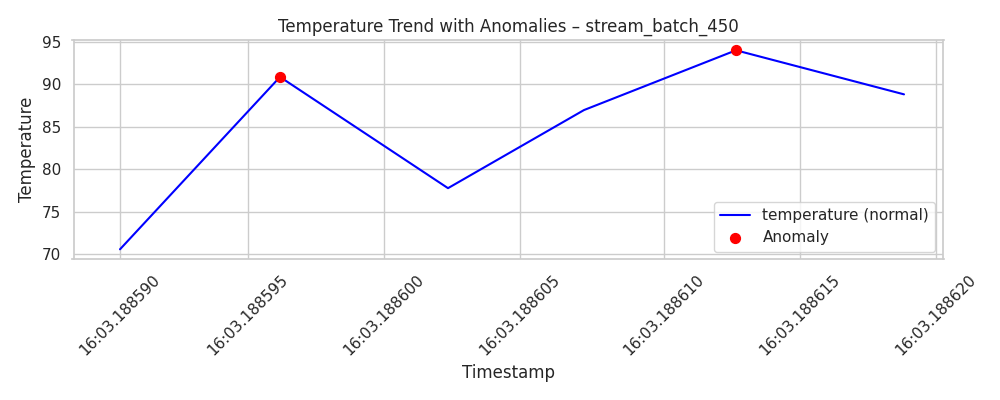 Temperature Trend with Anomalies – stream_batch_450
95
90
85
80
75
70
Temperature
temperature (normal)
Anomaly
16:03.188590
16:03.188595
16:03.188600
16:03.188605
16:03.188610
16:03.188615
16:03.188620
Timestamp